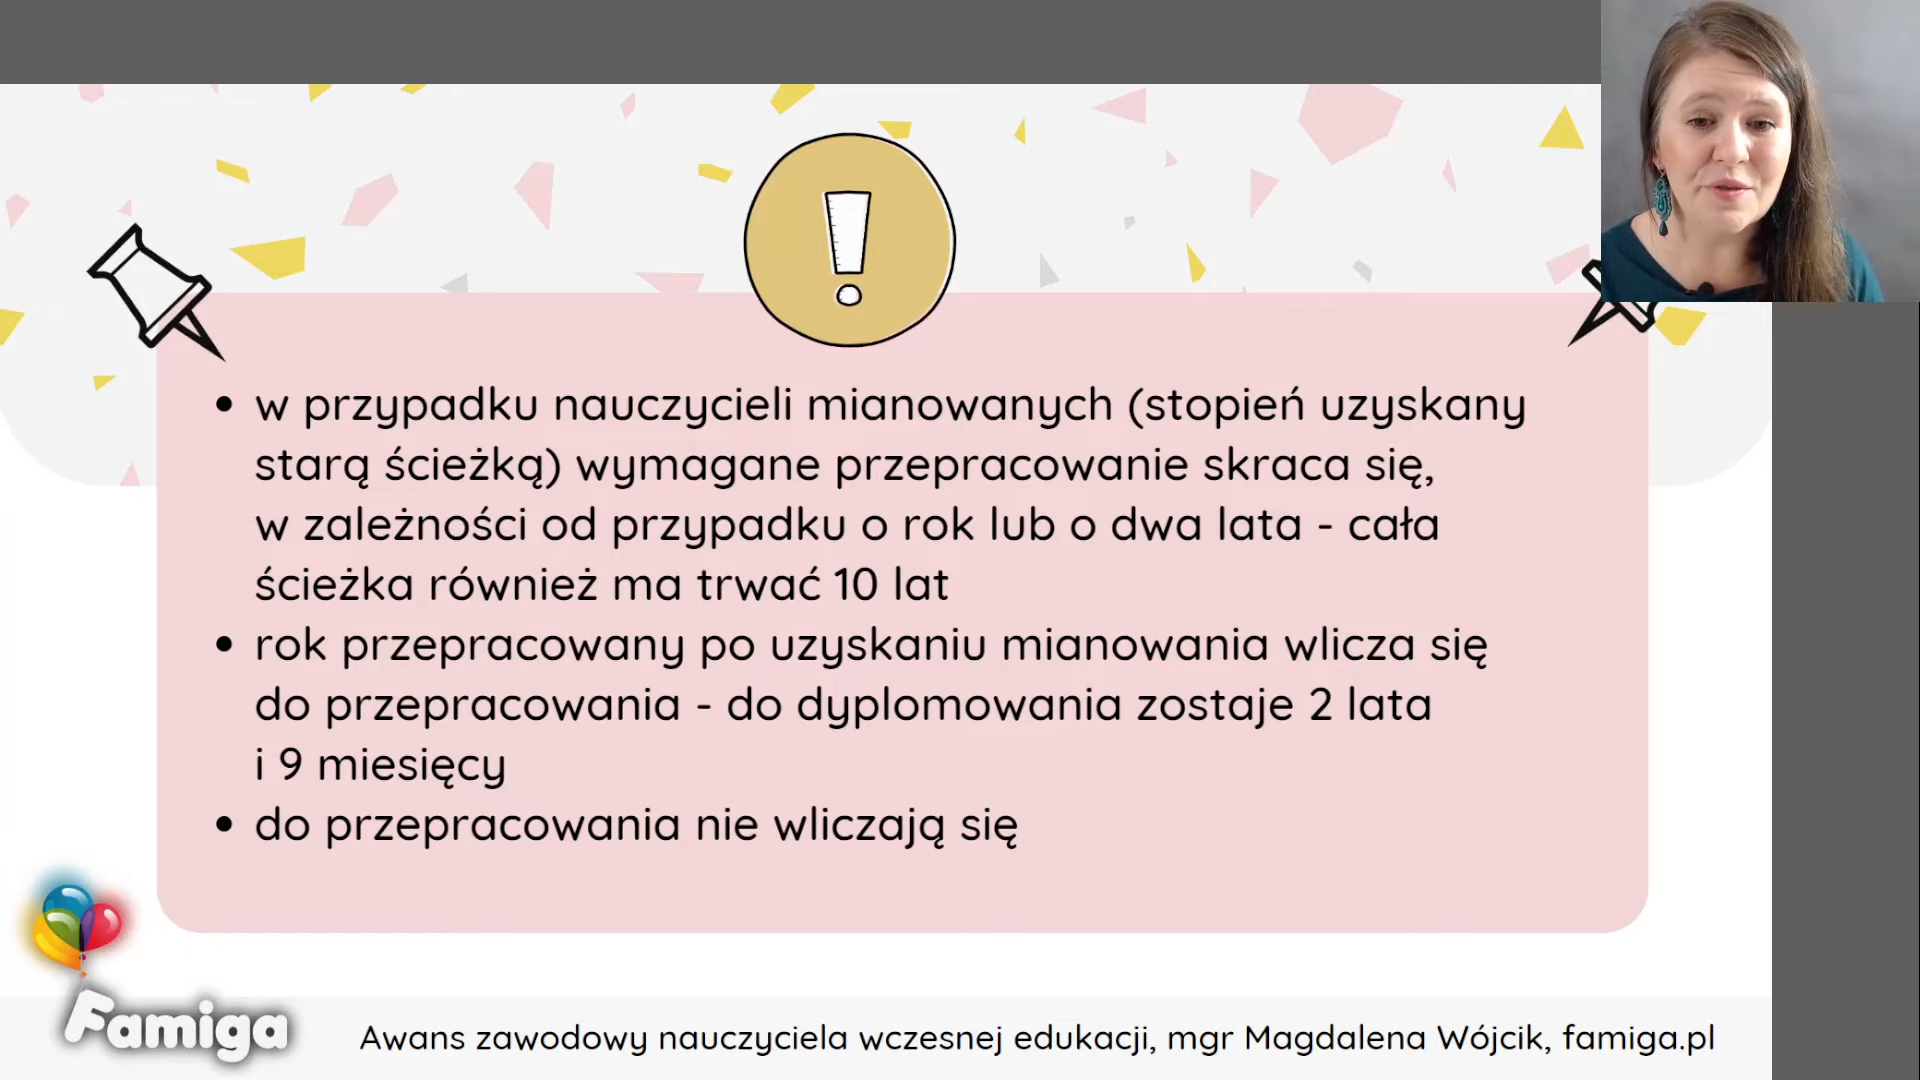 w przypadku nauczycieli mianowanych (stopień uzyskany
starą ścieżką) wymagane przepracowanie skraca się,
w zależności od przypadku o rok lub o dwa lata - cała
ścieżka również ma trwać 10 lat
rok przepracowany po uzyskaniu mianowania wlicza się
do przepracowania - do dyplomowania zostaje 2 lata
i 9 miesięcy
do przepracowania nie wliczają się
Famiga
Awans zawodowy nauczyciela wczesnej edukacji, mgr Magdalena Wójcik, famiga.pl